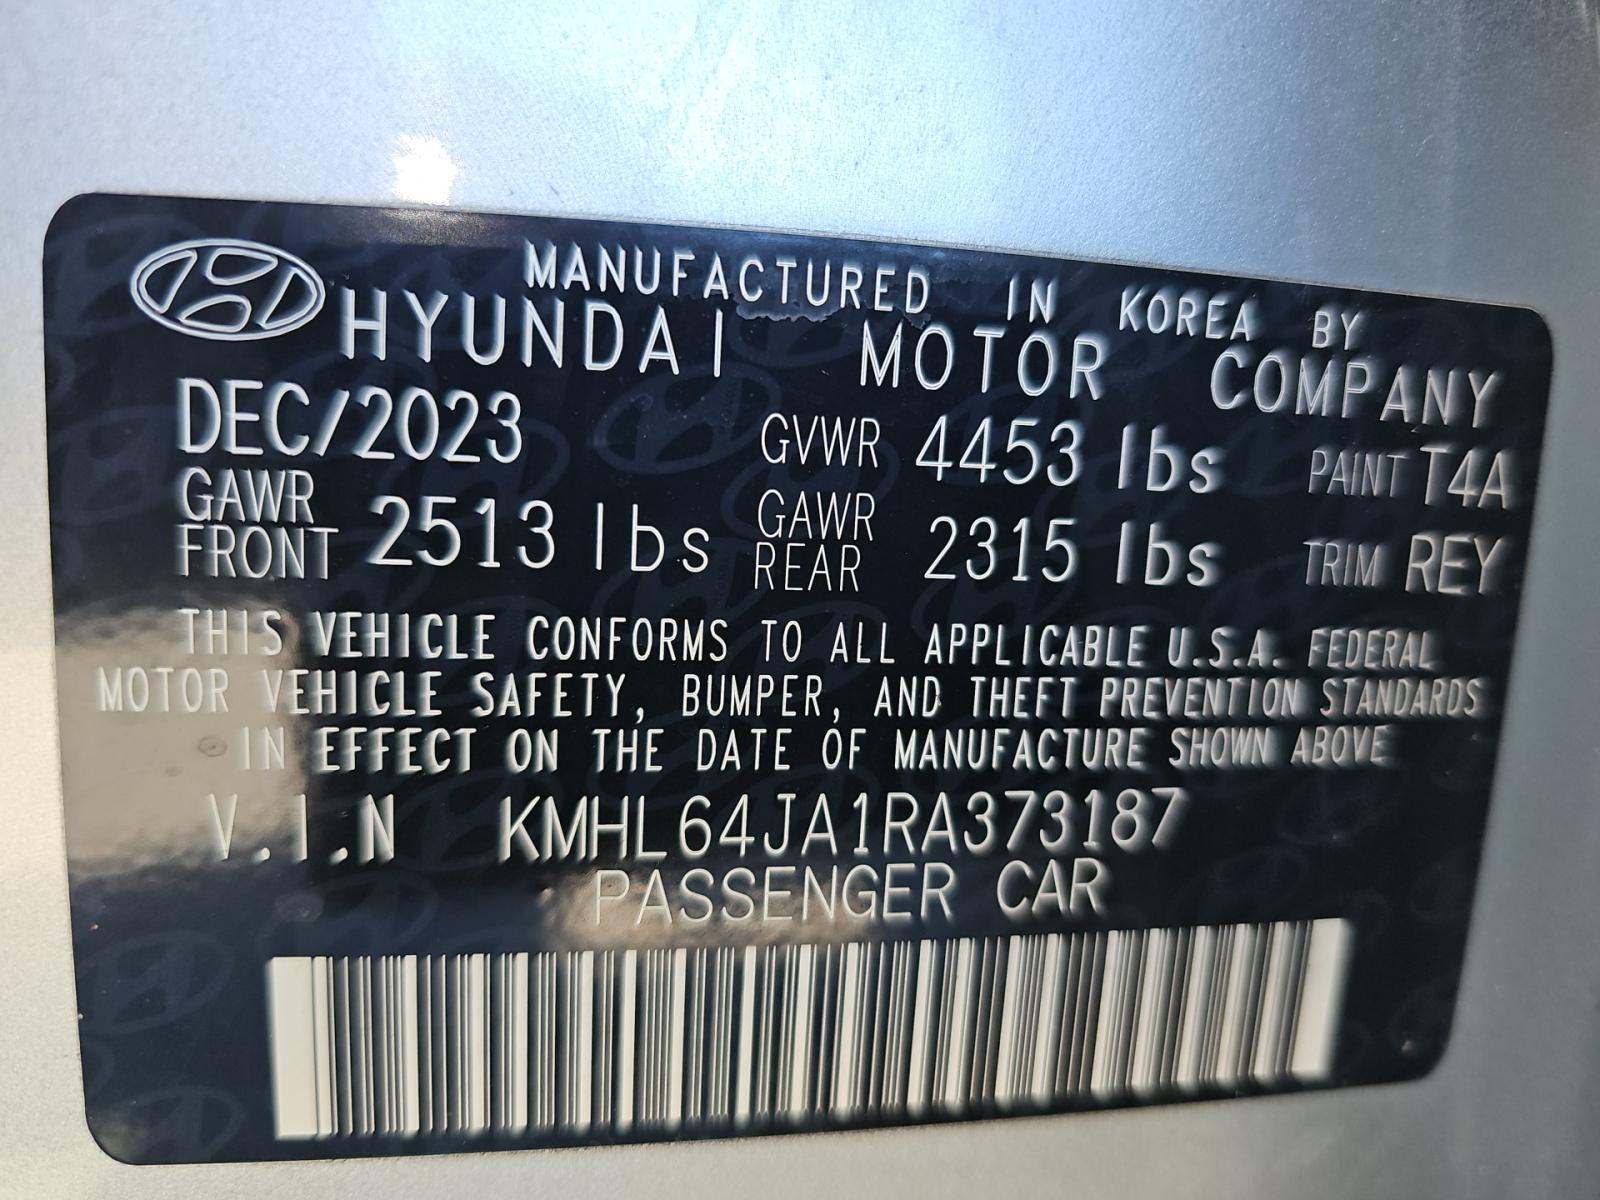 MANUFACTURED IN KOREA BY
HYUNDAI MOTOR COMPANY
DEC/2023 GVWR 4453 lbs PAINT T4A
GAWR FRONT 2513 lbs GAWR REAR 2315 lbs TRIM REY
THIS VEHICLE CONFORMS TO ALL APPLICABLE U.S.A. FEDERAL
MOTOR VEHICLE SAFETY, BUMPER, AND THEFT PREVENTION STANDARDS
IN EFFECT ON THE DATE OF MANUFACTURE SHOWN ABOVE
V.I.N KMHL64JA1RA373187
PASSENGER CAR